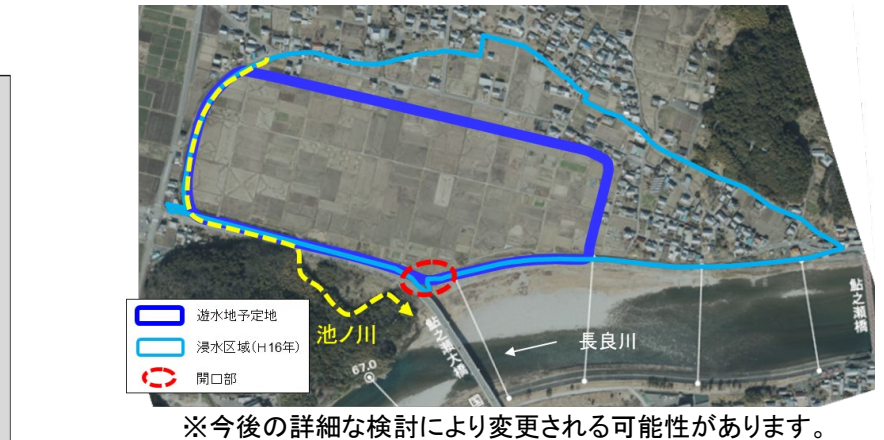 遊水地予定地
浸水区域(H16年)
開口部
池ノ川
鮎之瀬大橋
長良川
鮎之瀬橋
67.0
国
※今後の詳細な検討により変更される可能性があります。